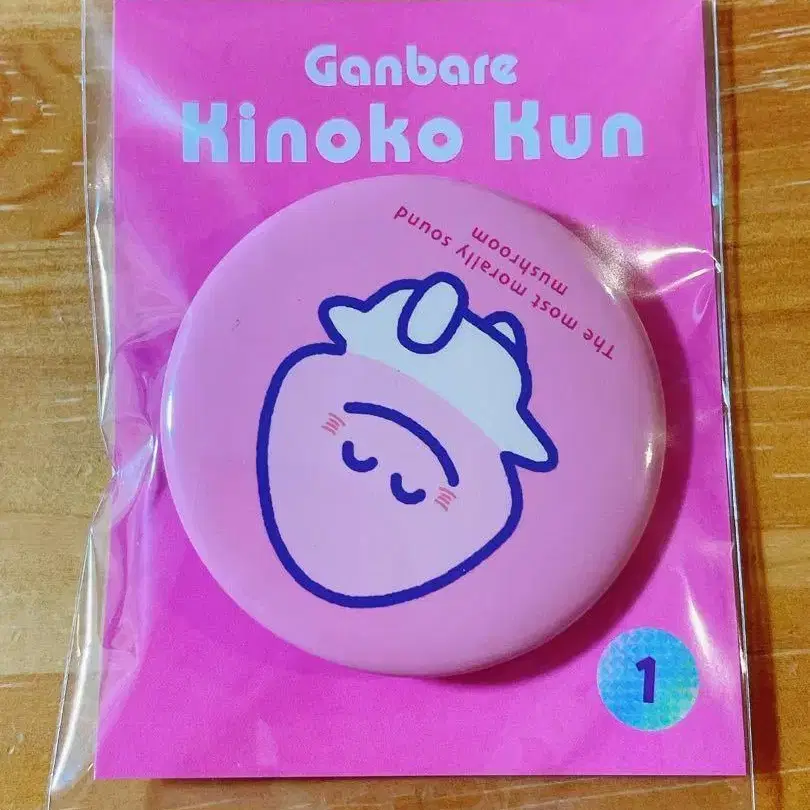 Ganbare
Kinoko Kun
The most morally sound
mushroom
1